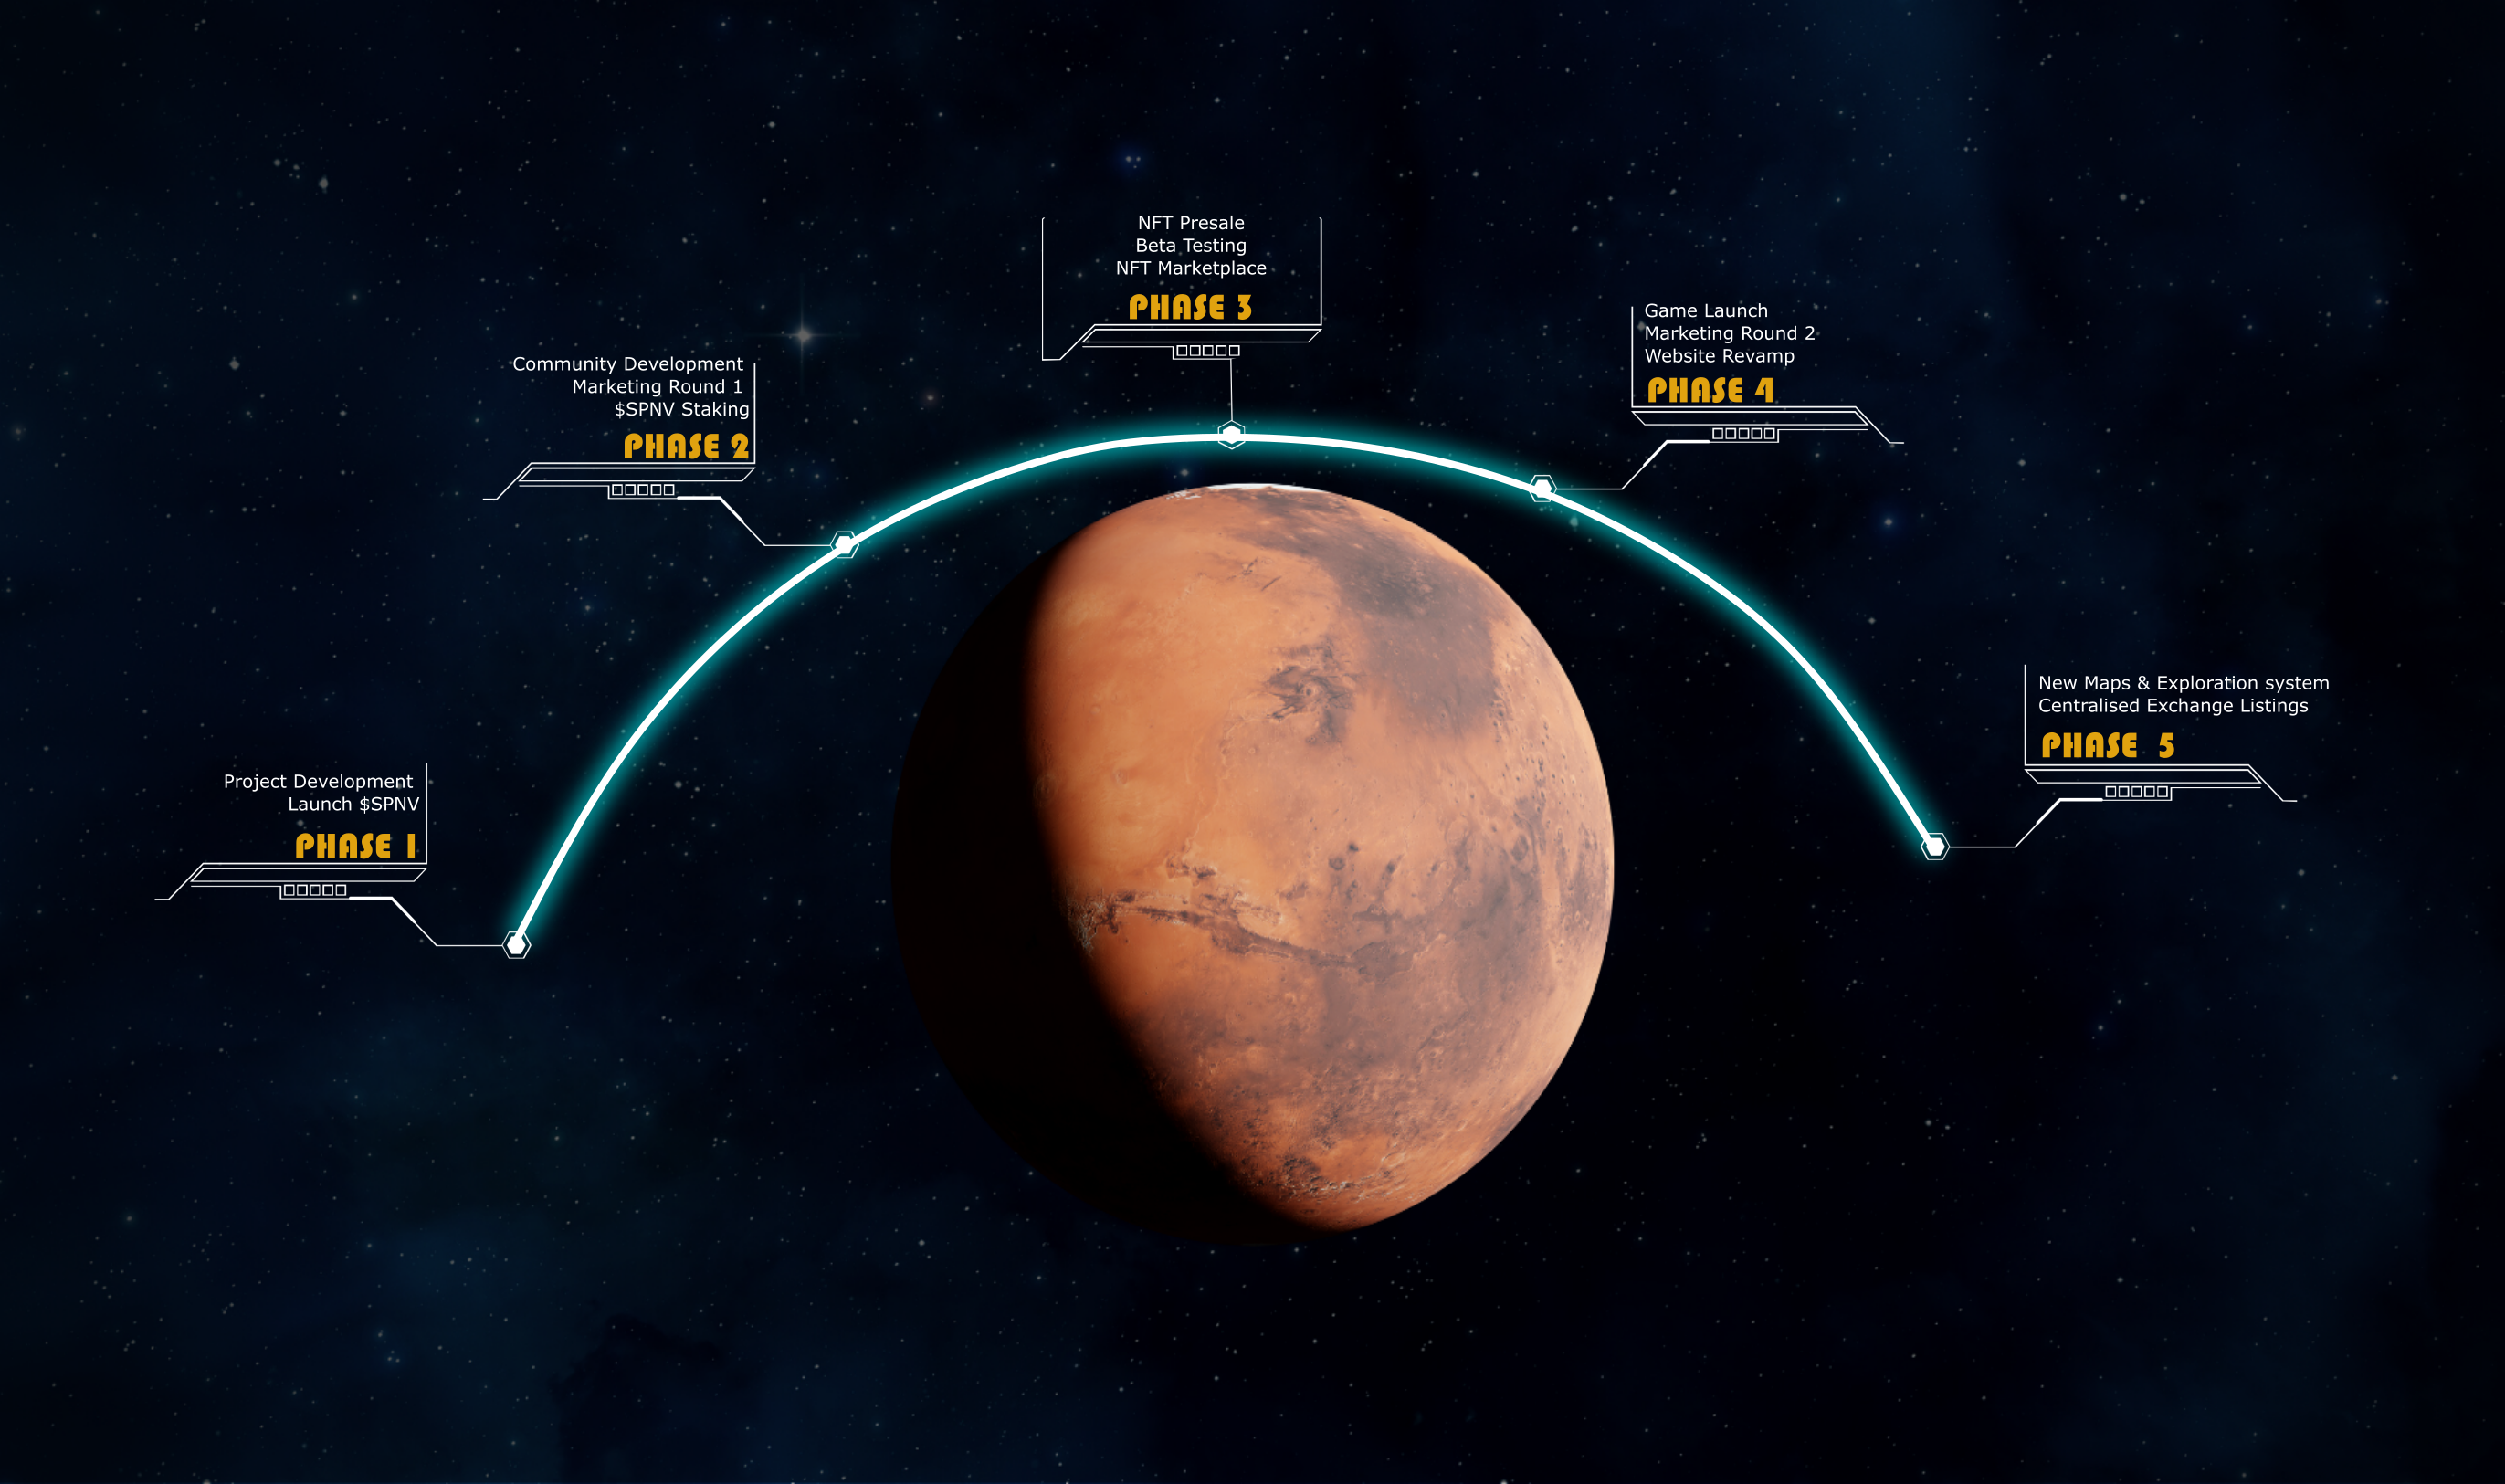 Project Development
Launch $SPNV
PHASE 1
Community Development
Marketing Round 1
$SPNV Staking
PHASE 2
NFT Presale
Beta Testing
NFT Marketplace
PHASE 3
Game Launch
Marketing Round 2
Website Revamp
PHASE 4
New Maps & Exploration system
Centralised Exchange Listings
PHASE 5